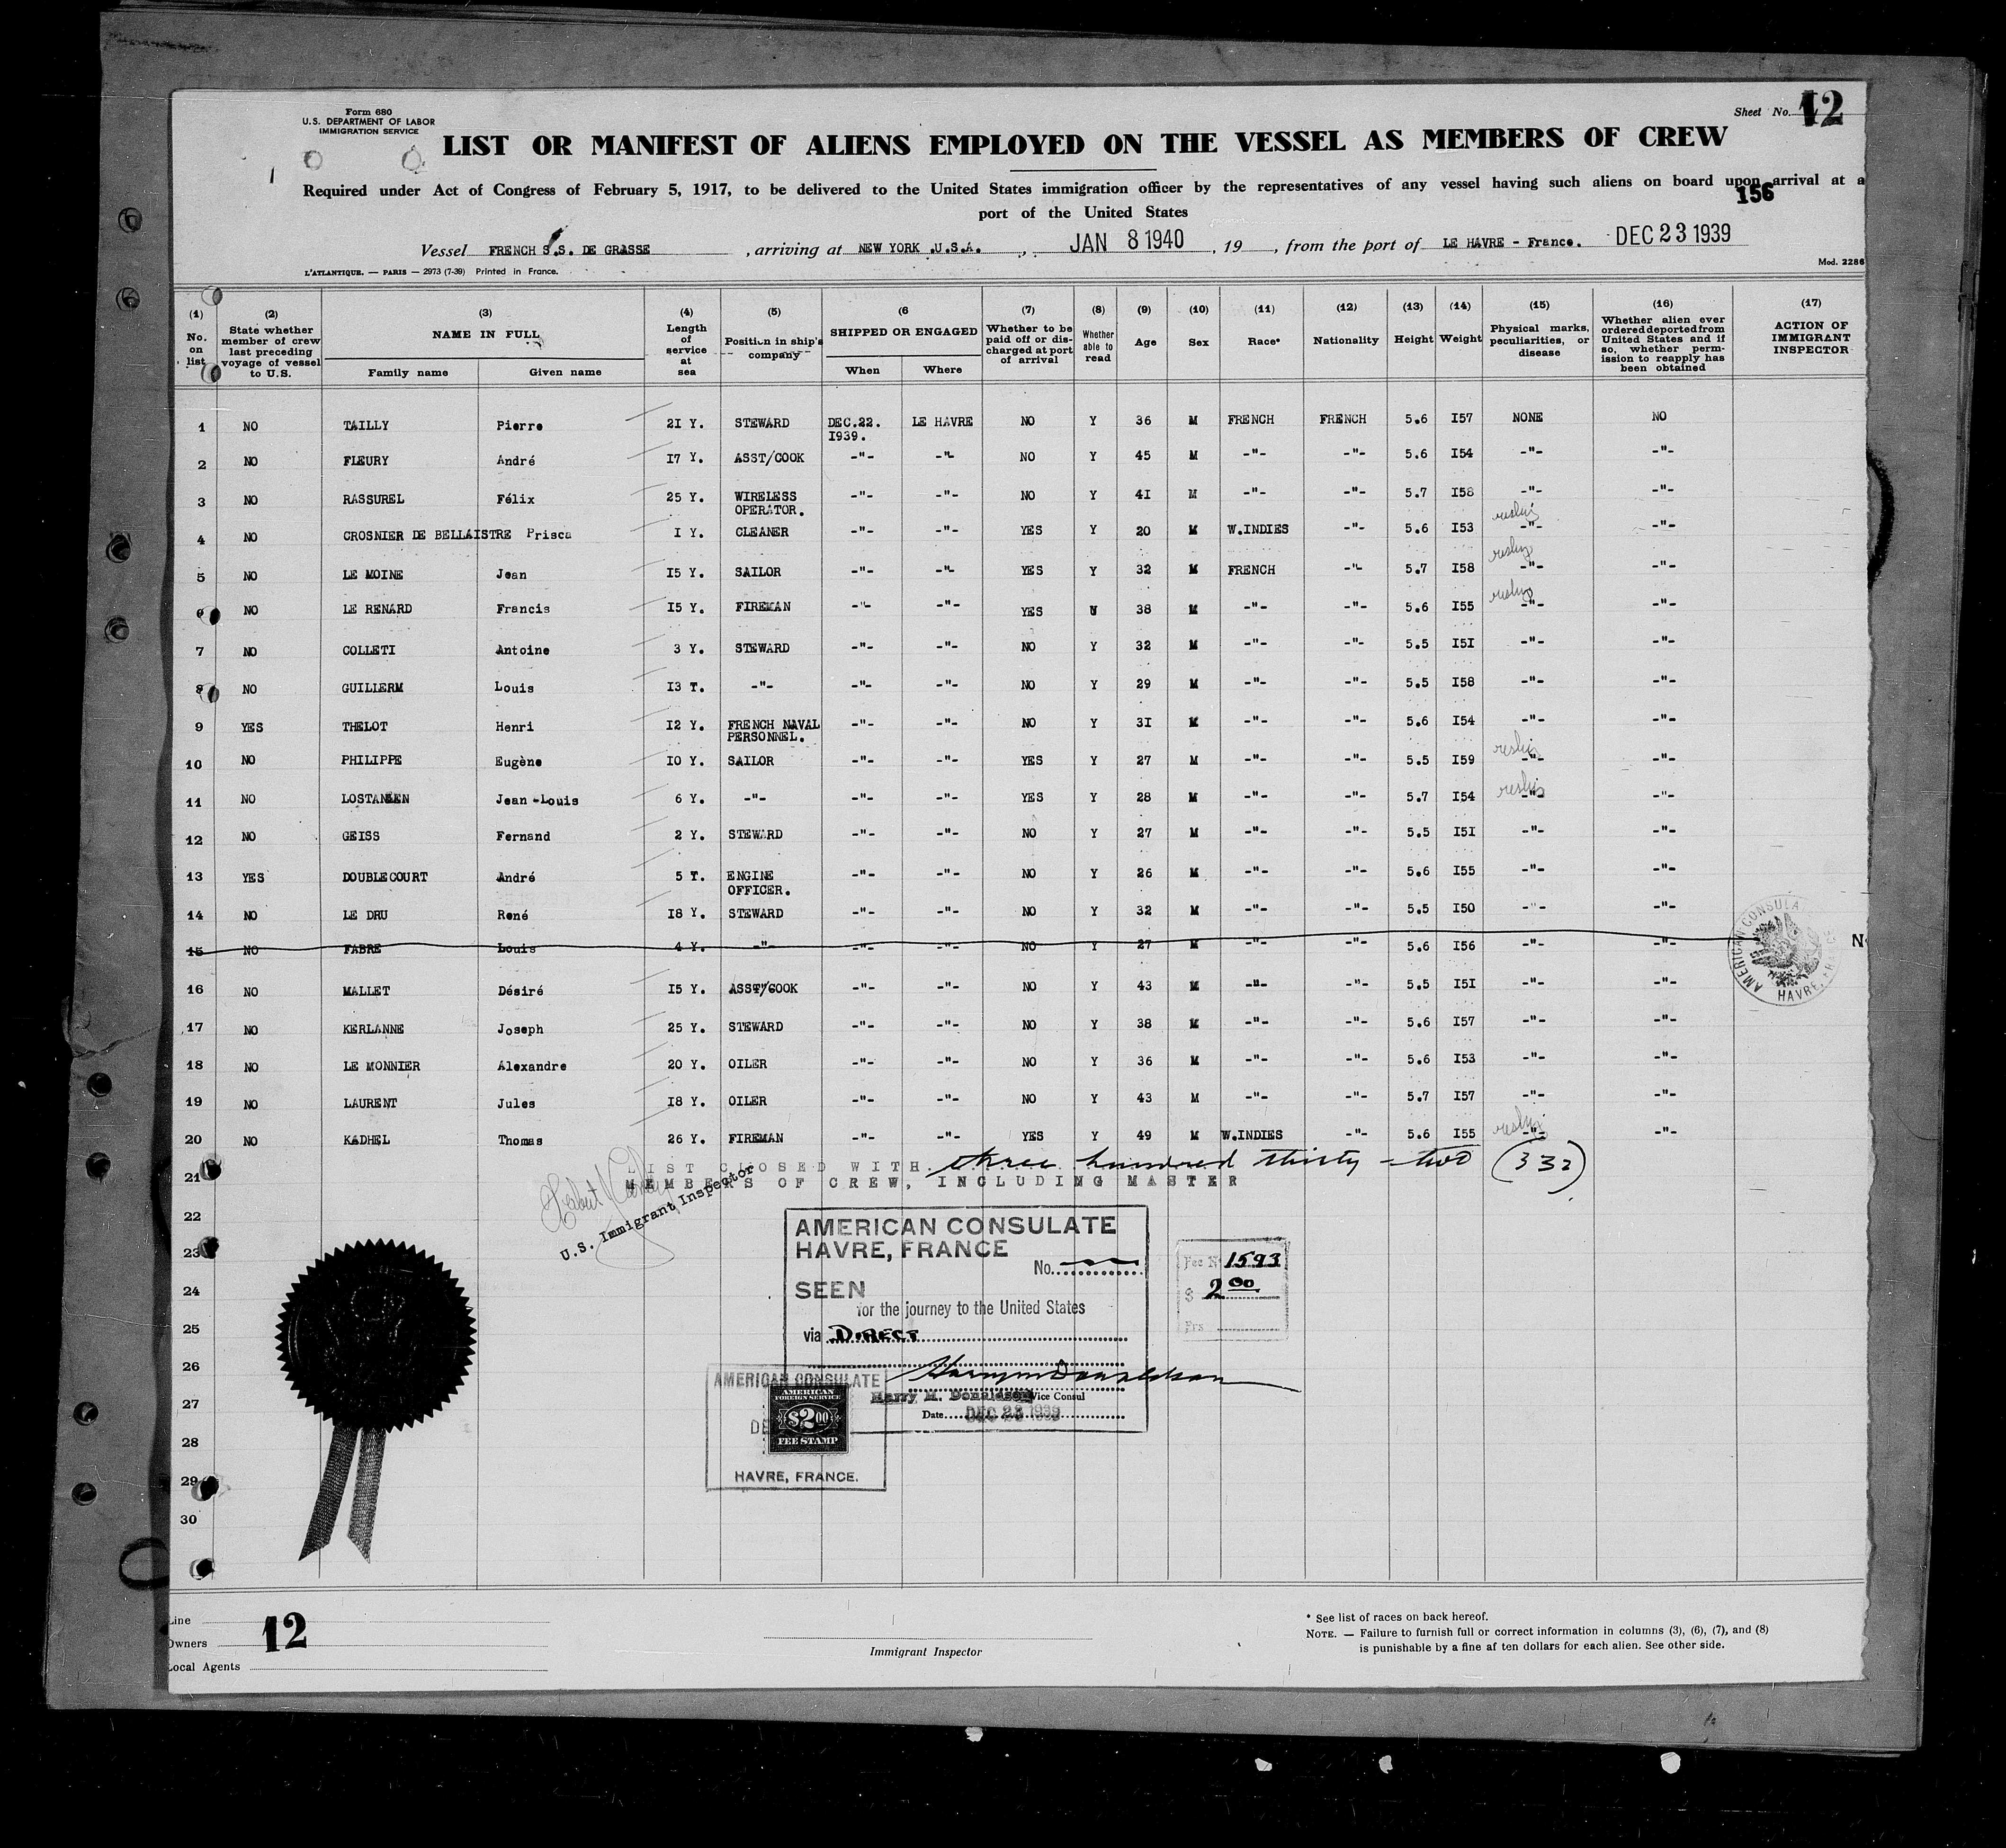 Form 680
U.S. DEPARTMENT OF LABOR
IMMIGRATION SERVICE
Sheet No. 12
LIST OR MANIFEST OF ALIENS EMPLOYED ON THE VESSEL AS MEMBERS OF CREW
Required under Act of Congress of February 5, 1917, to be delivered to the United States immigration officer by the representatives of any vessel having such aliens on board upon arrival at a
port of the United States
156
Vessel FRENCH S.S. DE GRASSE , arriving at NEW YORK .U.S.A. , JAN 8 1940 , 19 , from the port of LE HAVRE - France. DEC 23 1939
L'ATLANTIQUE. — PARIS — 2973 (7-39) Printed in France.
Mod. 2286
(1) (2) (3) (4) (5) (6 (7) (8) (9) (10) (11) (12) (13) (14) (15) (16) (17)
No. on list State whether member of crew last preceding voyage of vessel to U.S. NAME IN FULL Family name Given name Length of service at sea Position in ship's company SHIPPED OR ENGAGED When Where Whether to be paid off or discharged at port of arrival Whether able to read Age Sex Race* Nationality Height Weight Physical marks, peculiarities, or disease Whether alien ever ordered deported from United States and if so, whether permission to reapply has been obtained ACTION OF IMMIGRANT INSPECTOR
1 NO TAILLY Pierre 2I Y. STEWARD DEC.22. I939. LE HAVRE NO Y 36 M FRENCH FRENCH 5.6 I57 NONE NO
2 NO FLEURY André I7 Y. ASST/COOK -"- -"- NO Y 45 M -"- -"- 5.6 I54 -"- -"-
3 NO RASSUREL Félix 25 Y. WIRELESS OPERATOR. -"- -"- NO Y 4I M -"- -"- 5.7 I58 -"- -"-
4 NO CROSNIER DE BELLAISTRE Prisca I Y. CLEANER -"- -"- YES Y 20 M W.INDIES -"- 5.6 I53 -"- -"-
5 NO LE MOINE Jean I5 Y. SAILOR -"- -"- YES Y 32 M FRENCH -"- 5.7 I58 -"- -"-
6 NO LE RENARD Francis I5 Y. FIREMAN -"- -"- YES 38 M -"- -"- 5.6 I55 -"- -"-
7 NO COLLETI Antoine 3 Y. STEWARD -"- -"- NO Y 32 M -"- -"- 5.5 I5I -"- -"-
8 NO GUILLERM Louis I3 T. -"- -"- -"- NO Y 29 M -"- -"- 5.5 I58 -"- -"-
9 YES THELOT Henri I2 Y. FRENCH NAVAL PERSONNEL. -"- -"- NO Y 3I M -"- -"- 5.6 I54 -"- -"-
10 NO PHILIPPE Eugène IO Y. SAILOR -"- -"- YES Y 27 M -"- -"- 5.5 I59 -"- -"-
11 NO Jean-Louis 6 Y. -"- -"- -"- YES Y 28 M -"- -"- 5.7 I54 -"- -"-
12 NO GEISS Fernand 2 Y. STEWARD -"- -"- NO Y 27 M -"- -"- 5.5 I5I -"- -"-
13 YES DOUBLECOURT André 5 T. ENGINE OFFICER. -"- -"- NO Y 26 M -"- -"- 5.6 I55 -"- -"-
14 NO LE DRU René I8 Y. STEWARD -"- -"- NO Y 32 M -"- -"- 5.5 I50 -"- -"-
15 NO FABRE Louis 4 Y. -"- -"- -"- NO Y 27 M -"- -"- 5.6 I56 -"- -"-
16 NO MALLET Désiré I5 Y. ASST/COOK -"- -"- NO Y 43 M -"- -"- 5.5 I5I -"- -"-
17 NO KERLANNE Joseph 25 Y. STEWARD -"- -"- NO Y 38 M -"- -"- 5.6 I57 -"- -"-
18 NO LE MONNIER Alexandre 20 Y. OILER -"- -"- NO Y 36 M -"- -"- 5.6 I53 -"- -"-
19 NO LAURENT Jules I8 Y. OILER -"- -"- NO Y 43 M -"- -"- 5.7 I57 -"- -"-
20 NO KADHEL Thomas 26 Y. FIREMAN -"- -"- YES Y 49 M W.INDIES -"- 5.6 I55 -"- -"-
AMERICAN CONSULA HAVRE,
LIST CLOSED WITH three hundred thirty-two (332)
21 MEMBERS OF CREW, INCLUDING MASTER
U.S. Immigrant Inspector
22
23
24
25
26
27
28
29
30
AMERICAN CONSULATE
HAVRE, FRANCE
No.
SEEN
for the journey to the United States
via DIRECT
Harry M. Donaldson Vice Consul
Date DEC 23 1939
Fee No 1593
$ 2 00
Frs
AMERICAN CONSULATE
AMERICAN
FOREIGN SERVICE
$2 00
FEE STAMP
HAVRE, FRANCE.
Line
Owners
Local Agents
12
Immigrant Inspector
* See list of races on back hereof.
NOTE. — Failure to furnish full or correct information in columns (3), (6), (7), and (8)
is punishable by a fine af ten dollars for each alien. See other side.